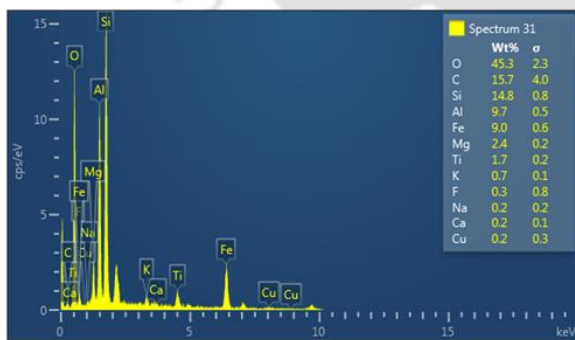 Spectrum 31
Wt% σ
O 45.3 2.3
C 15.7 4.0
Si 14.8 0.8
Al 9.7 0.5
Fe 9.0 0.6
Mg 2.4 0.2
Ti 1.7 0.2
K 0.7 0.1
F 0.3 0.8
Na 0.2 0.2
Ca 0.2 0.1
Cu 0.2 0.3
cps/eV
15
10
5
0
Si
O
Al
Mg
Fe
F
Na
C
Cu
Ti
Ca
K
Ca
Ti
Fe
Cu
Cu
0 5 10 15 keV